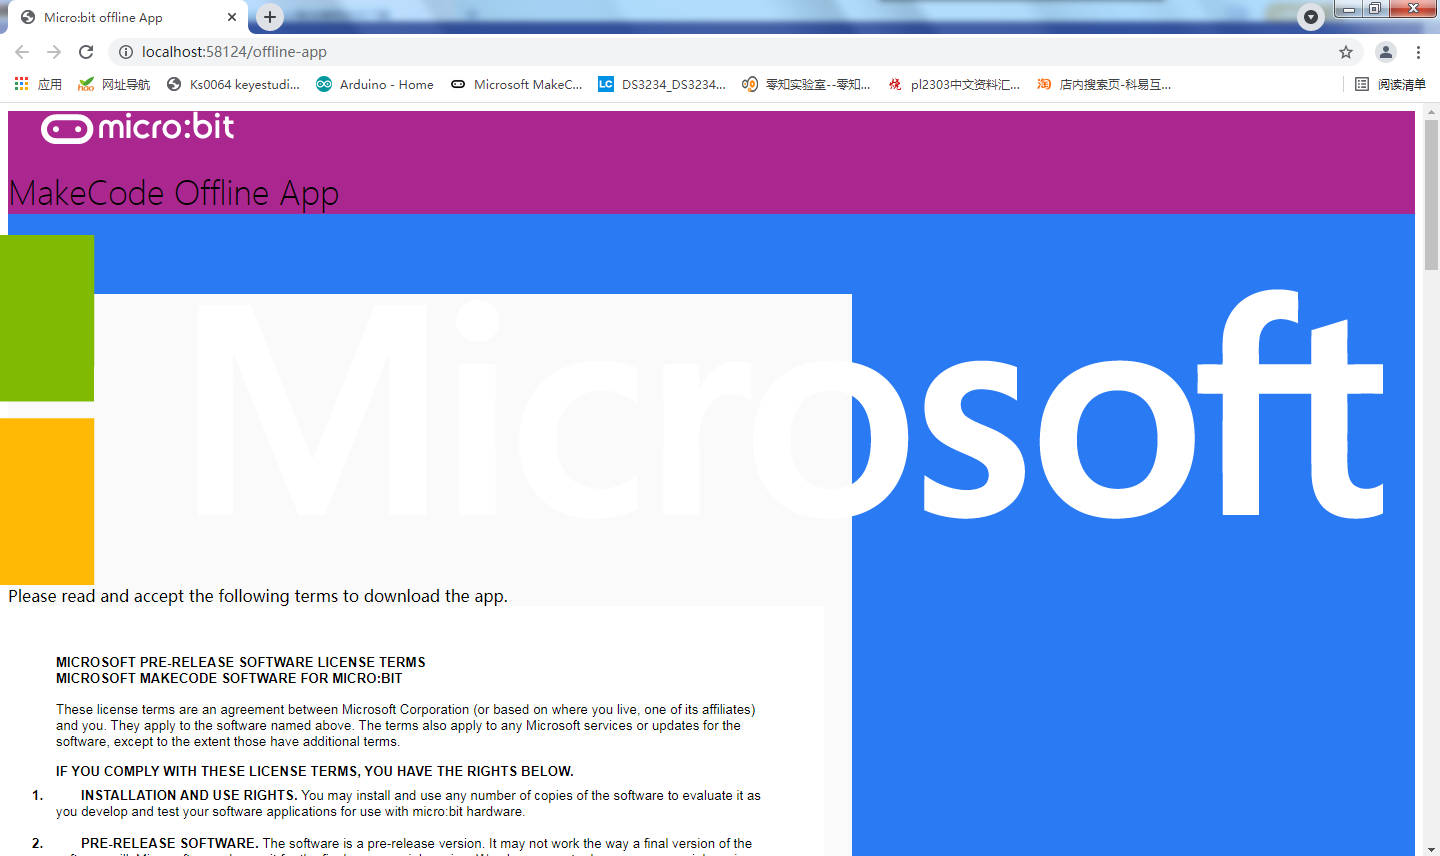 Micro:bit offline App
localhost:58124/offline-app
应用 网址导航 Ks0064 keyestudi... Arduino - Home Microsoft MakeC... LC DS3234_DS3234... 零知实验室--零知... pl2303中文资料汇... 淘 店内搜索页-科易互... 阅读清单
micro:bit
MakeCode Offline App
Microsoft
Please read and accept the following terms to download the app.
MICROSOFT PRE-RELEASE SOFTWARE LICENSE TERMS
MICROSOFT MAKECODE SOFTWARE FOR MICRO:BIT
These license terms are an agreement between Microsoft Corporation (or based on where you live, one of its affiliates)
and you. They apply to the software named above. The terms also apply to any Microsoft services or updates for the
software, except to the extent those have additional terms.
IF YOU COMPLY WITH THESE LICENSE TERMS, YOU HAVE THE RIGHTS BELOW.
1. INSTALLATION AND USE RIGHTS. You may install and use any number of copies of the software to evaluate it as
you develop and test your software applications for use with micro:bit hardware.
2. PRE-RELEASE SOFTWARE. The software is a pre-release version. It may not work the way a final version of the